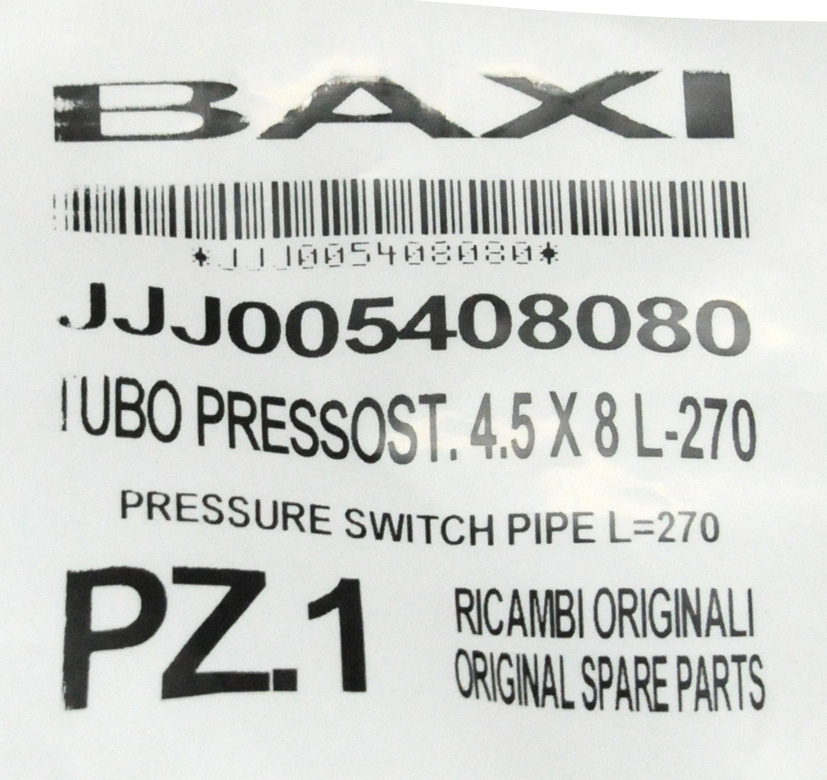 BAXI
*JJJ005408080*
JJJ005408080
TUBO PRESSOST. 4.5 X 8 L-270
PRESSURE SWITCH PIPE L=270
PZ.1
RICAMBI ORIGINALI
ORIGINAL SPARE PARTS